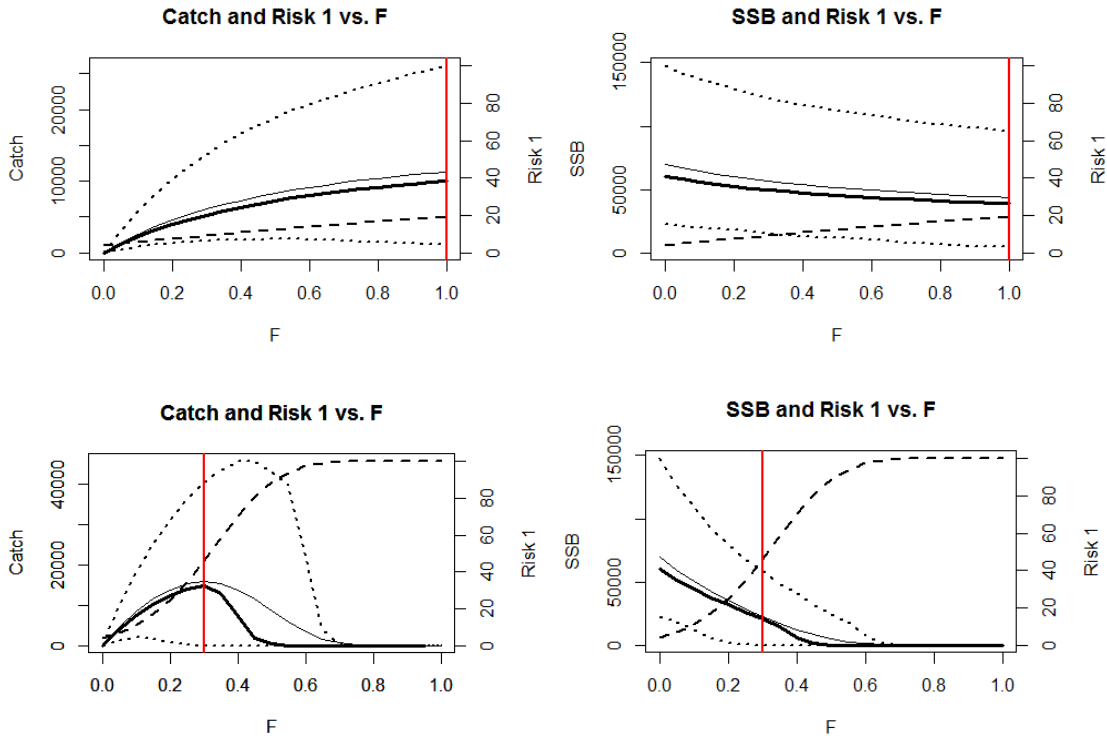 Catch and Risk 1 vs. F
Catch
0 10000 20000
Risk 1
0 20 40 60 80
0.0 0.2 0.4 0.6 0.8 1.0
F
SSB and Risk 1 vs. F
SSB
0 50000 150000
Risk 1
0 20 40 60 80
0.0 0.2 0.4 0.6 0.8 1.0
F
Catch and Risk 1 vs. F
Catch
0 20000 40000
Risk 1
0 20 40 60 80
0.0 0.2 0.4 0.6 0.8 1.0
F
SSB and Risk 1 vs. F
SSB
0 50000 150000
Risk 1
0 20 40 60 80
0.0 0.2 0.4 0.6 0.8 1.0
F